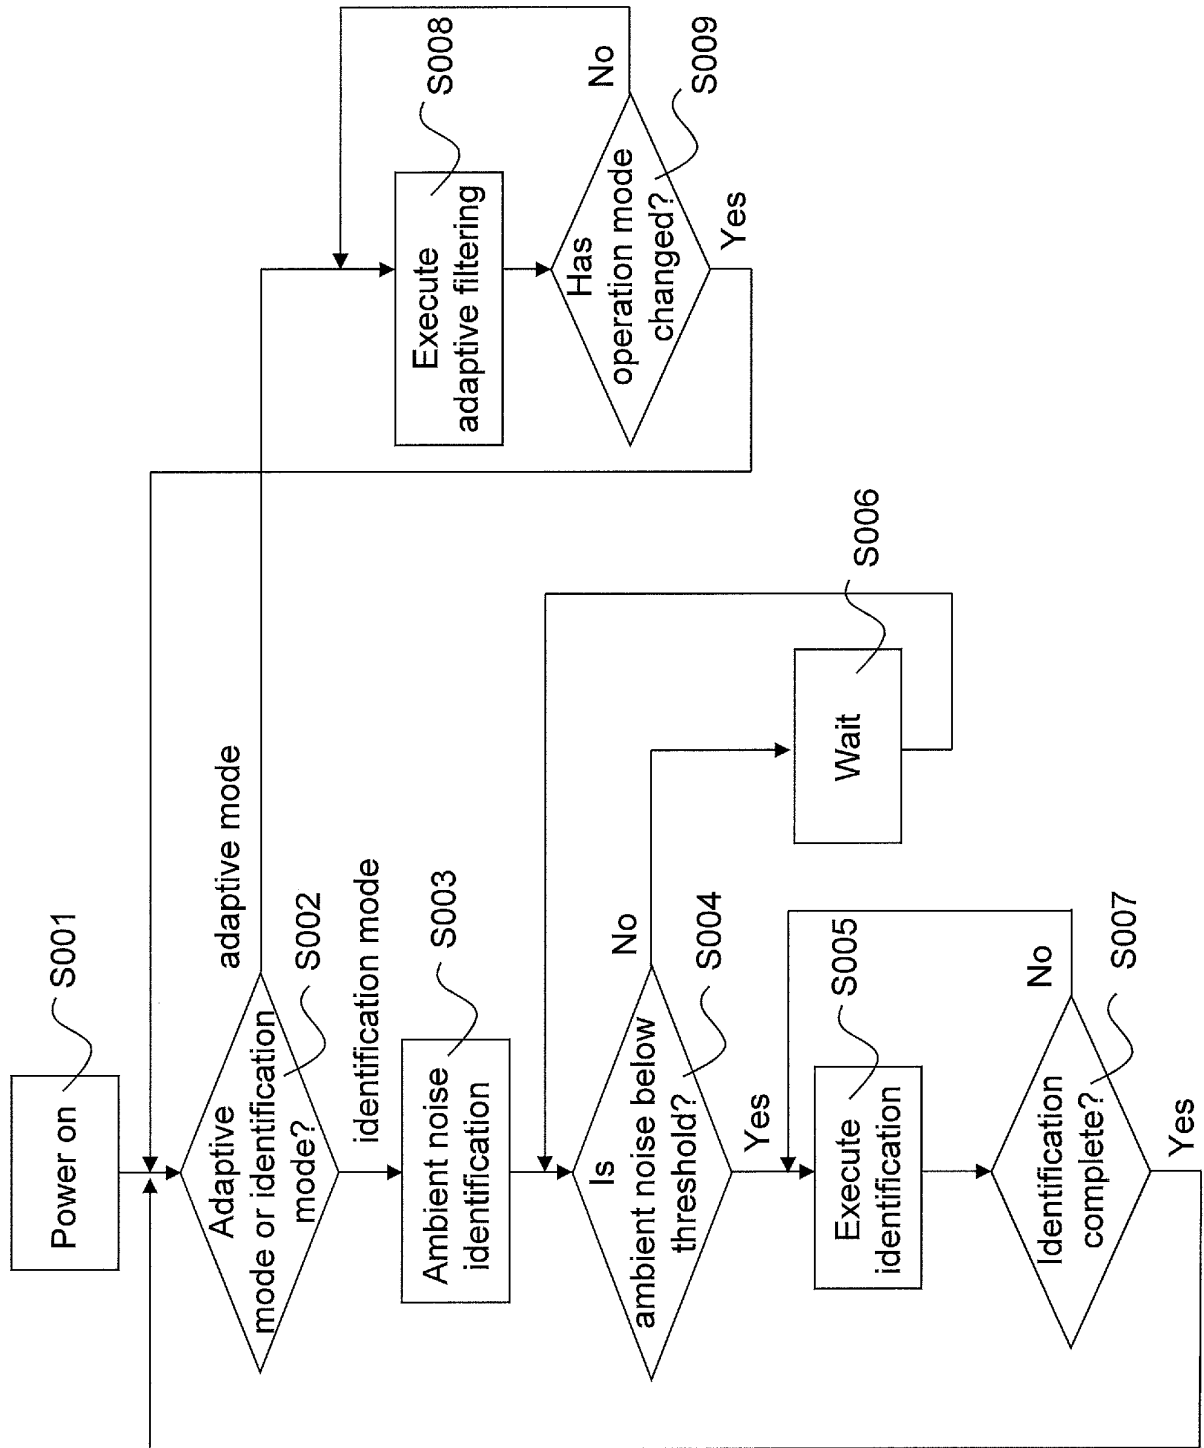 Power on
S001
Adaptive
mode or identification
mode?
S002
adaptive mode
identification mode
Ambient noise
identification
S003
Is
ambient noise below
threshold?
S004
No
Yes
Wait
S006
Execute
identification
S005
Identification
complete?
S007
No
Yes
Execute
adaptive filtering
S008
Has
operation mode
changed?
S009
No
Yes